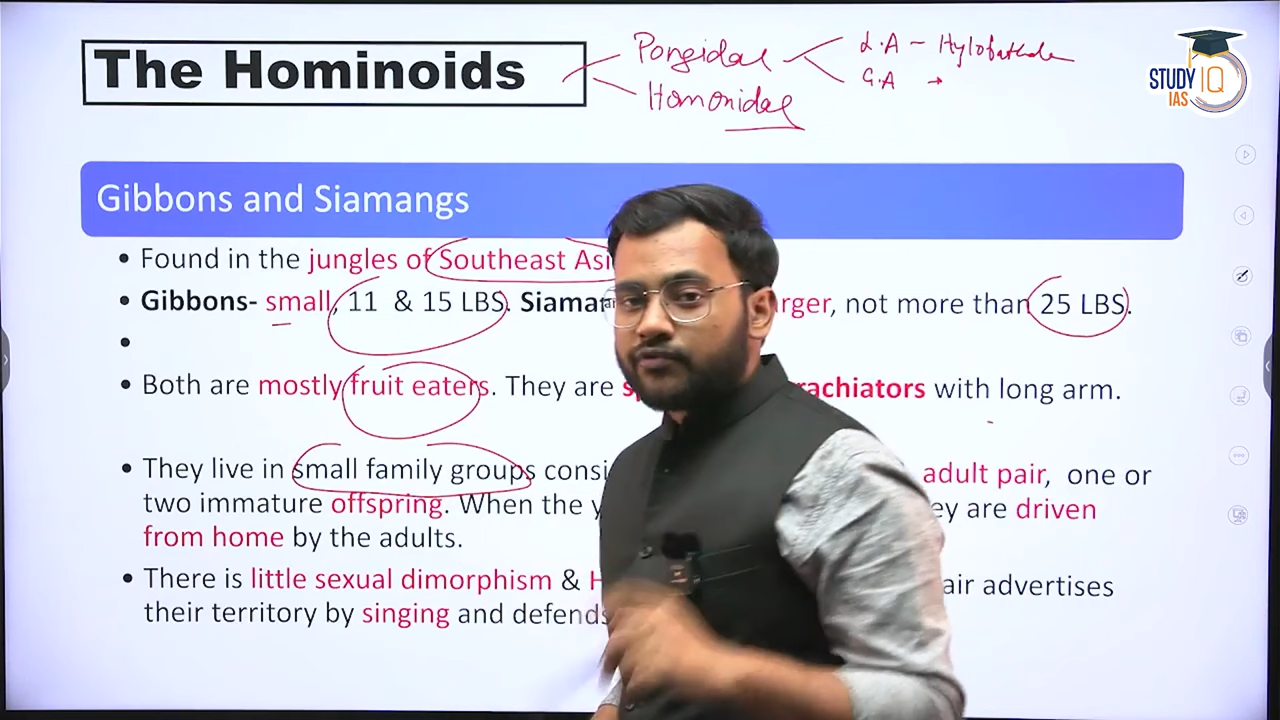 The Hominoids
Pongidae
L.A - Hylobatidae
G.A →
Homonidae
STUDY IQ
IAS
Gibbons and Siamangs
• Found in the jungles of Southeast Asi
• Gibbons- small, 11 & 15 LBS. Siama rger, not more than 25 LBS.
•
• Both are mostly fruit eaters. They are rachiators with long arm.
• They live in small family groups consi adult pair, one or
two immature offspring. When the y ey are driven
from home by the adults.
• There is little sexual dimorphism & H air advertises
their territory by singing and defends